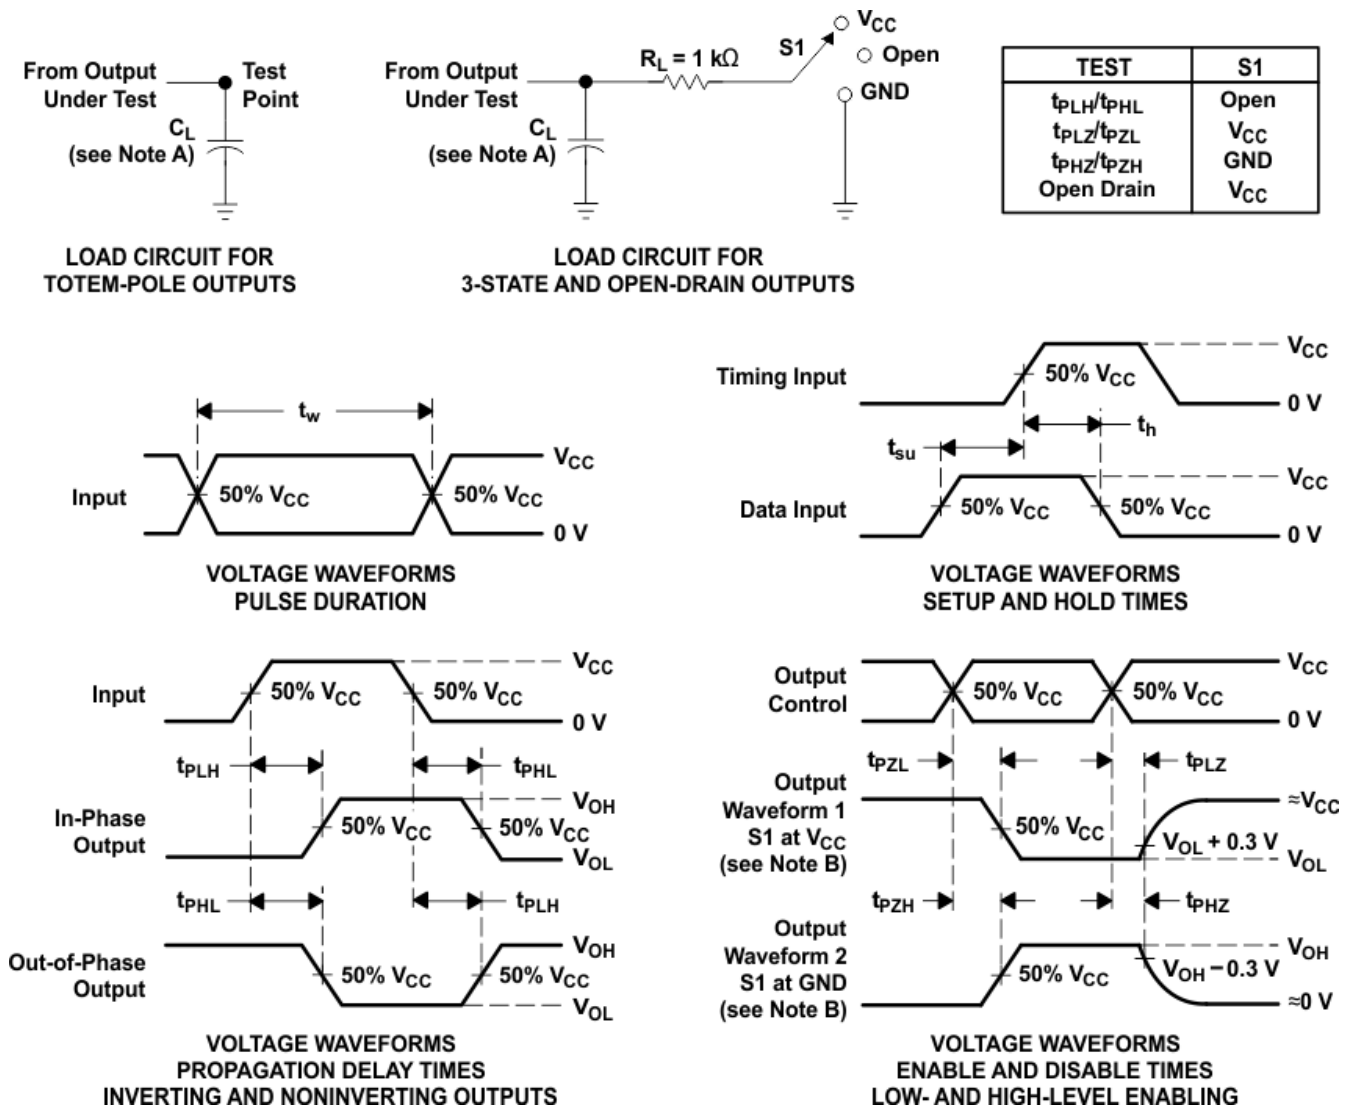 From Output
Under Test
Test
Point
CL
(see Note A)
LOAD CIRCUIT FOR
TOTEM-POLE OUTPUTS
From Output
Under Test
RL = 1 kΩ
S1
VCC
Open
GND
CL
(see Note A)
LOAD CIRCUIT FOR
3-STATE AND OPEN-DRAIN OUTPUTS
TEST S1
tPLH/tPHL Open
tPLZ/tPZL VCC
tPHZ/tPZH GND
Open Drain VCC
tw
Input
50% VCC
50% VCC
VCC
0 V
VOLTAGE WAVEFORMS
PULSE DURATION
Timing Input
50% VCC
VCC
0 V
tsu
th
Data Input
50% VCC
50% VCC
VCC
0 V
VOLTAGE WAVEFORMS
SETUP AND HOLD TIMES
Input
50% VCC
50% VCC
VCC
0 V
tPLH
tPHL
In-Phase
Output
50% VCC
50% VCC
VOH
VOL
tPHL
tPLH
Out-of-Phase
Output
50% VCC
50% VCC
VOH
VOL
VOLTAGE WAVEFORMS
PROPAGATION DELAY TIMES
INVERTING AND NONINVERTING OUTPUTS
Output
Control
50% VCC
50% VCC
VCC
0 V
tPZL
tPLZ
Output
Waveform 1
S1 at VCC
(see Note B)
50% VCC
VOL + 0.3 V
≈VCC
VOL
tPZH
tPHZ
Output
Waveform 2
S1 at GND
(see Note B)
50% VCC
VOH − 0.3 V
VOH
≈0 V
VOLTAGE WAVEFORMS
ENABLE AND DISABLE TIMES
LOW- AND HIGH-LEVEL ENABLING